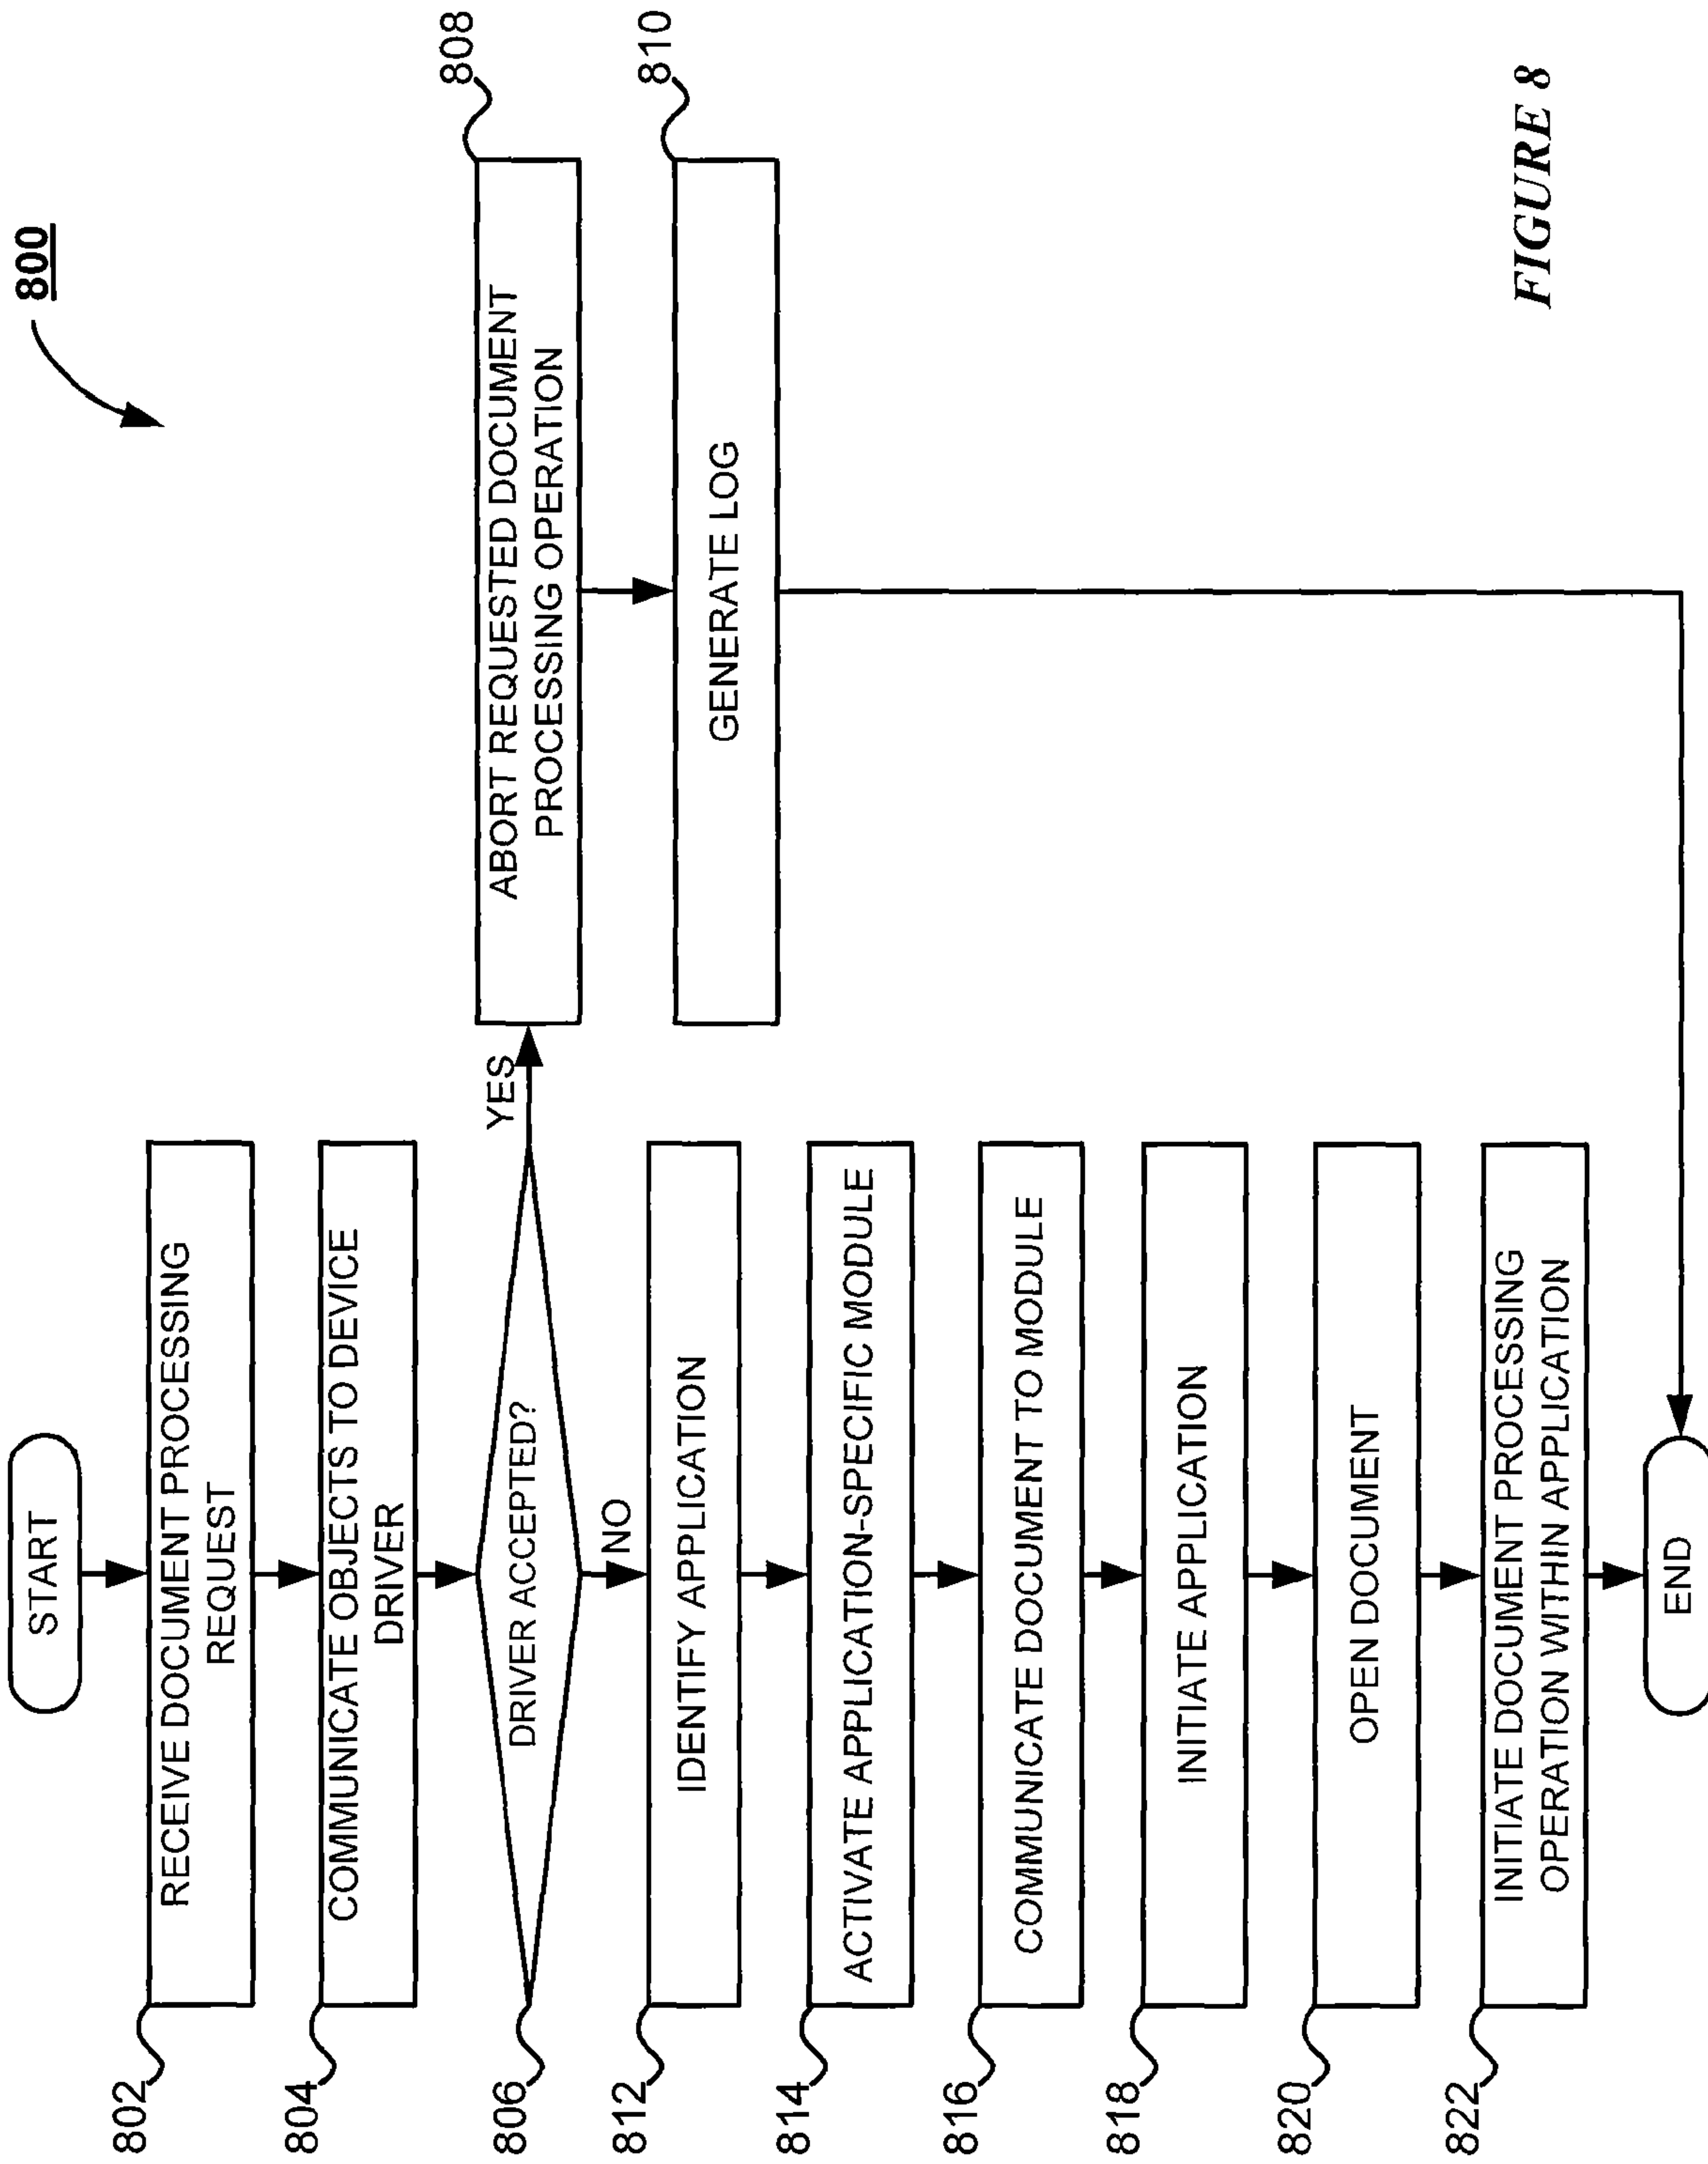 800
START
802
RECEIVE DOCUMENT PROCESSING
REQUEST
804
COMMUNICATE OBJECTS TO DEVICE
DRIVER
806
DRIVER ACCEPTED?
YES
808
ABORT REQUESTED DOCUMENT
PROCESSING OPERATION
810
GENERATE LOG
NO
812
IDENTIFY APPLICATION
814
ACTIVATE APPLICATION-SPECIFIC MODULE
816
COMMUNICATE DOCUMENT TO MODULE
818
INITIATE APPLICATION
820
OPEN DOCUMENT
822
INITIATE DOCUMENT PROCESSING
OPERATION WITHIN APPLICATION
END
FIGURE 8